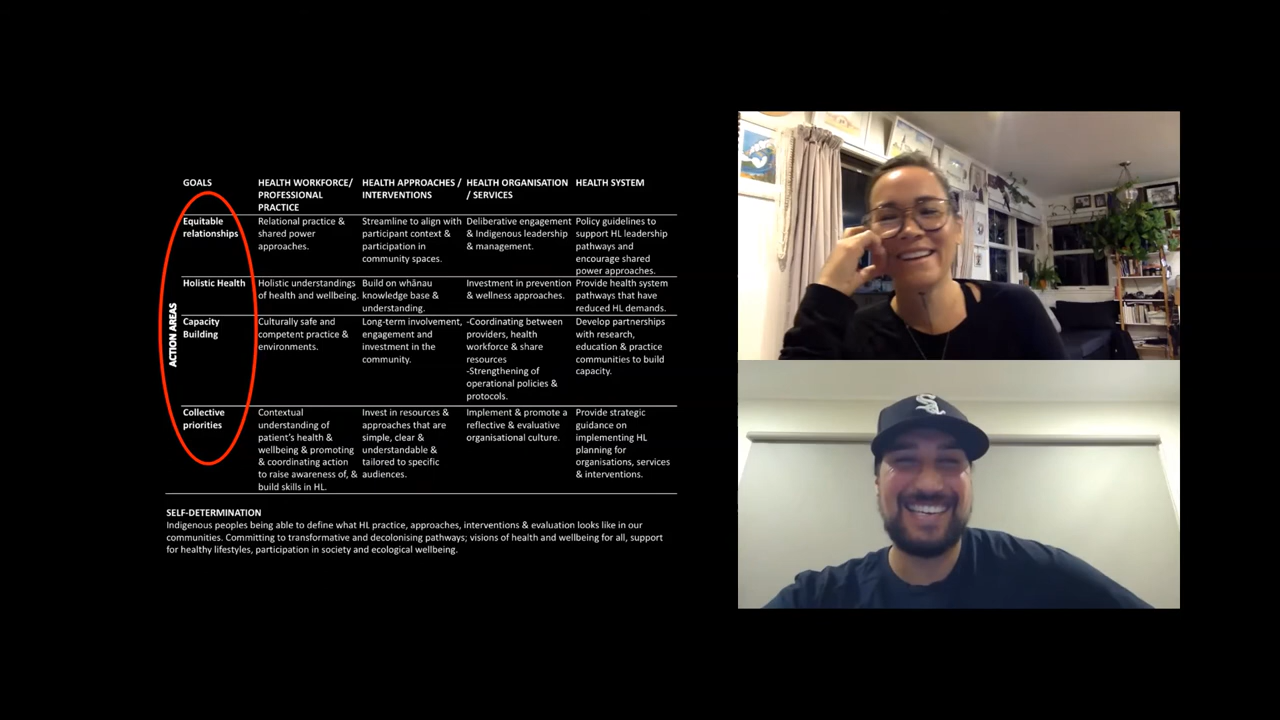 GOALS
HEALTH WORKFORCE/
PROFESSIONAL
PRACTICE
HEALTH APPROACHES /
INTERVENTIONS
HEALTH ORGANISATION
/ SERVICES
HEALTH SYSTEM
ACTION AREAS
Equitable
relationships
Relational practice &
shared power
approaches.
Streamline to align with
participant context &
participation in
community spaces.
Deliberative engagement
& Indigenous leadership
& management.
Policy guidelines to
support HL leadership
pathways and
encourage shared
power approaches.
Holistic Health
Holistic understandings
of health and wellbeing.
Build on whānau
knowledge base &
understanding.
Investment in prevention
& wellness approaches.
Provide health system
pathways that have
reduced HL demands.
Capacity
Building
Culturally safe and
competent practice &
environments.
Long-term involvement,
engagement and
investment in the
community.
-Coordinating between
providers, health
workforce & share
resources
-Strengthening of
operational policies &
protocols.
Develop partnerships
with research,
education & practice
communities to build
capacity.
Collective
priorities
Contextual
understanding of
patient's health &
wellbeing & promoting
& coordinating action
to raise awareness of, &
build skills in HL.
Invest in resources &
approaches that are
simple, clear &
understandable &
tailored to specific
audiences.
Implement & promote a
reflective & evaluative
organisational culture.
Provide strategic
guidance on
implementing HL
planning for
organisations, services
& interventions.
SELF-DETERMINATION
Indigenous peoples being able to define what HL practice, approaches, interventions & evaluation looks like in our
communities. Committing to transformative and decolonising pathways; visions of health and wellbeing for all, support
for healthy lifestyles, participation in society and ecological wellbeing.